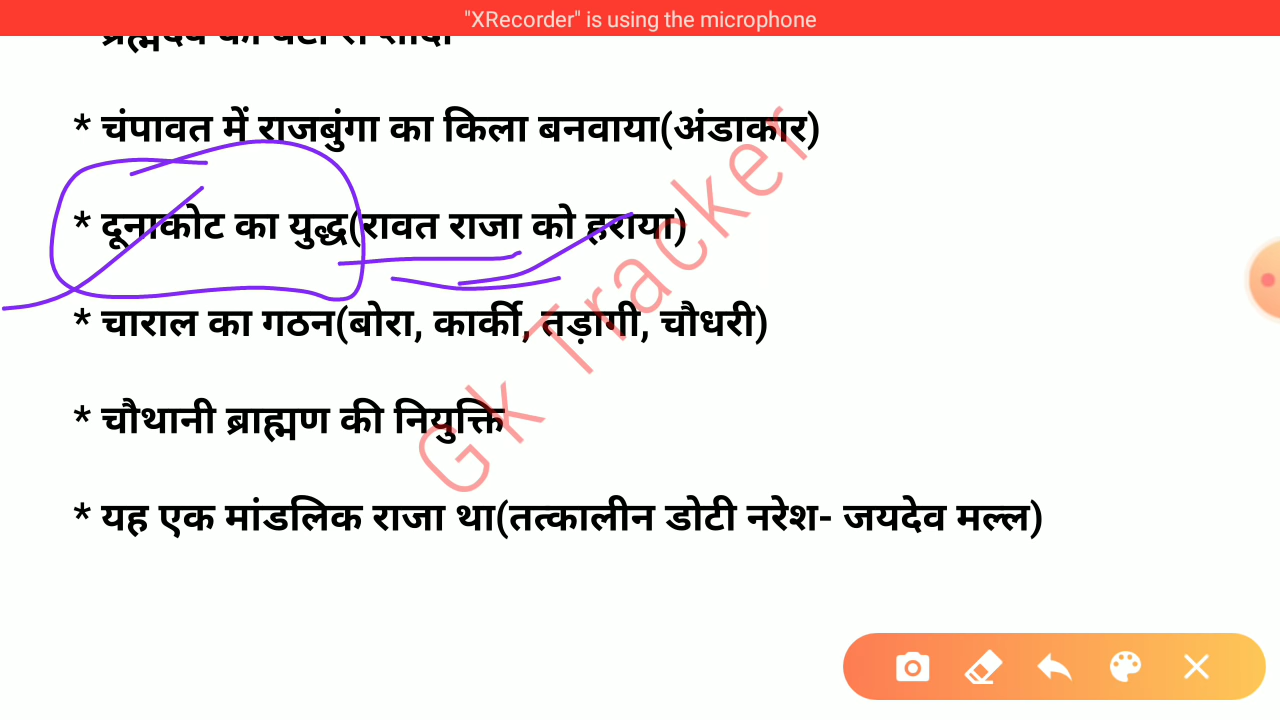 "XRecorder" is using the microphone
* चंपावत में राजबुंगा का किला बनवाया(अंडाकार)
* दूनाकोट का युद्ध(रावत राजा को हराया)
* चाराल का गठन(बोरा, कार्की, तड़ागी, चौधरी)
* चौथानी ब्राह्मण की नियुक्ति
* यह एक मांडलिक राजा था(तत्कालीन डोटी नरेश- जयदेव मल्ल)
Gk Tracker